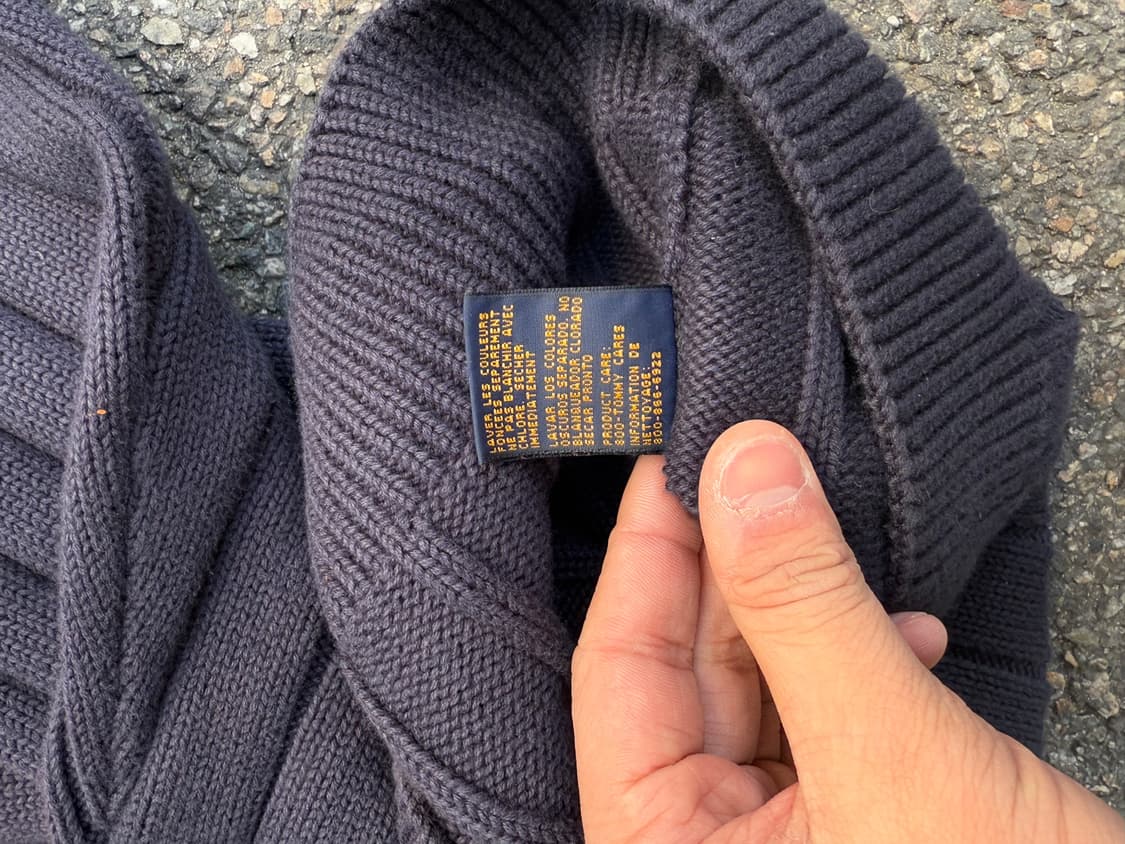 LAVER LES COULEURS
FONCEES SEPAREMENT
NE PAS BLANCHIR AVEC
CHLORE. SECHER
IMMEDIATEMENT
LAVAR LOS COLORES
OSCUROS SEPARADO. NO
BLANQUEADOR CLORADO
SECAR PRONTO
PRODUCT CARE:
800-TOMMY CARES
INFORMATION DE
NETTOYAGE:
800-866-6922